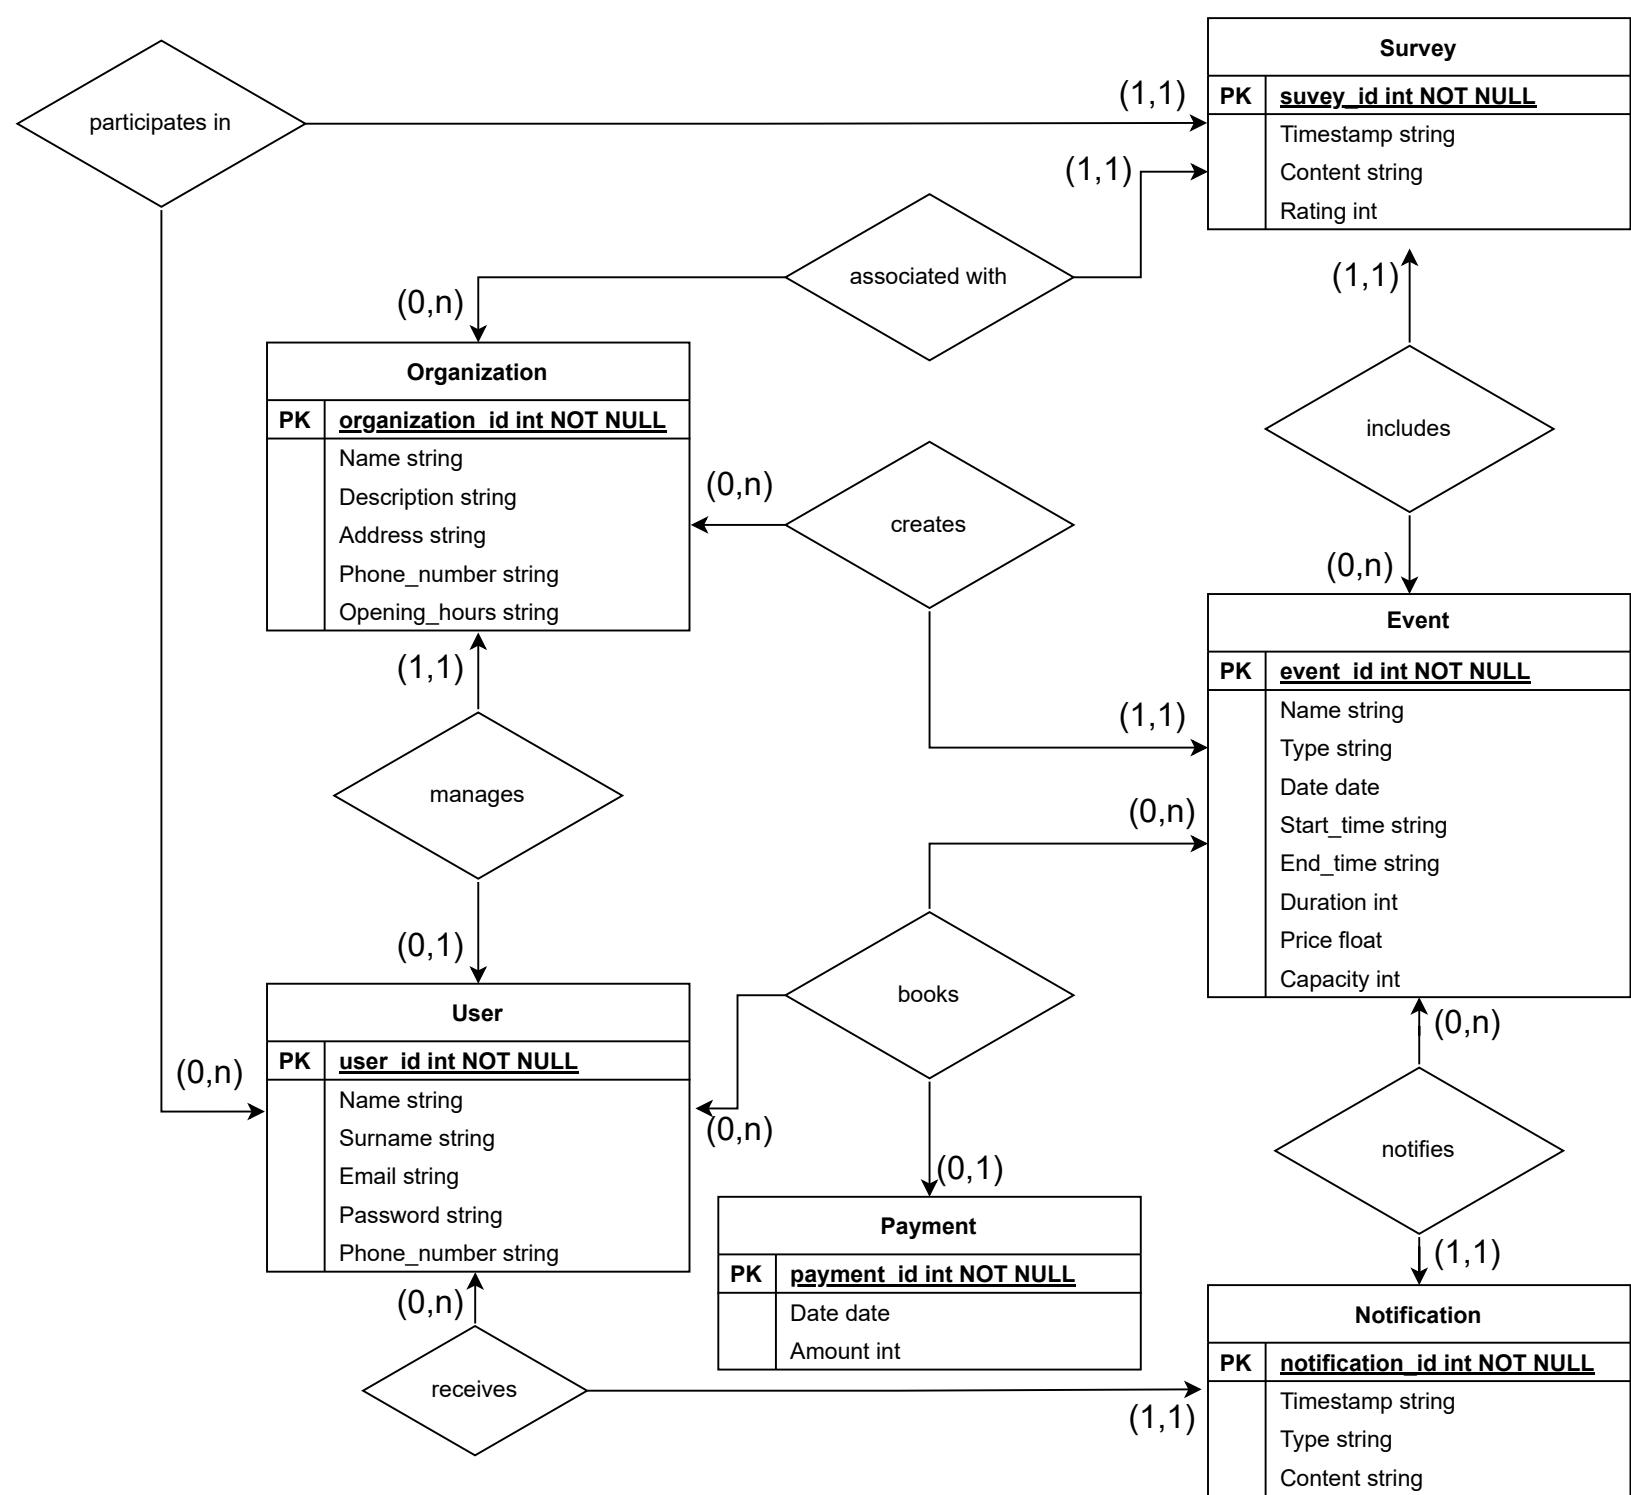 Survey
PK suvey_id int NOT NULL
Timestamp string
Content string
Rating int
participates in
(1,1)
(1,1)
associated with
(0,n)
(1,1)
includes
(0,n)
Organization
PK organization_id int NOT NULL
Name string
Description string
Address string
Phone_number string
Opening_hours string
(0,n)
creates
(1,1)
Event
PK event_id int NOT NULL
Name string
Type string
Date date
Start_time string
End_time string
Duration int
Price float
Capacity int
(1,1)
manages
(0,1)
(0,n)
books
(0,n)
(0,1)
User
PK user_id int NOT NULL
Name string
Surname string
Email string
Password string
Phone_number string
(0,n)
(0,n)
notifies
(1,1)
Payment
PK payment_id int NOT NULL
Date date
Amount int
(0,n)
receives
(1,1)
Notification
PK notification_id int NOT NULL
Timestamp string
Type string
Content string